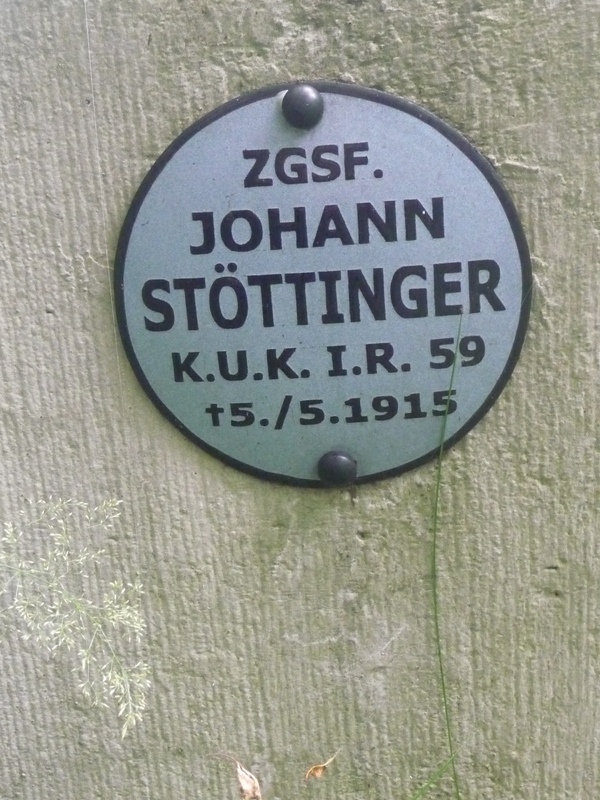 ZGSF.
JOHANN
STÖTTINGER
K.U.K. I.R. 59
†5./5.1915